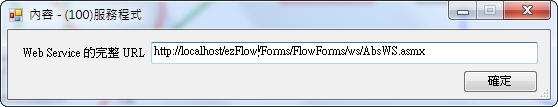 內容 - (100)服務程式
Web Service 的完整 URL http://localhost/ezFlow/Forms/FlowForms/ws/AbsWS.asmx
確定